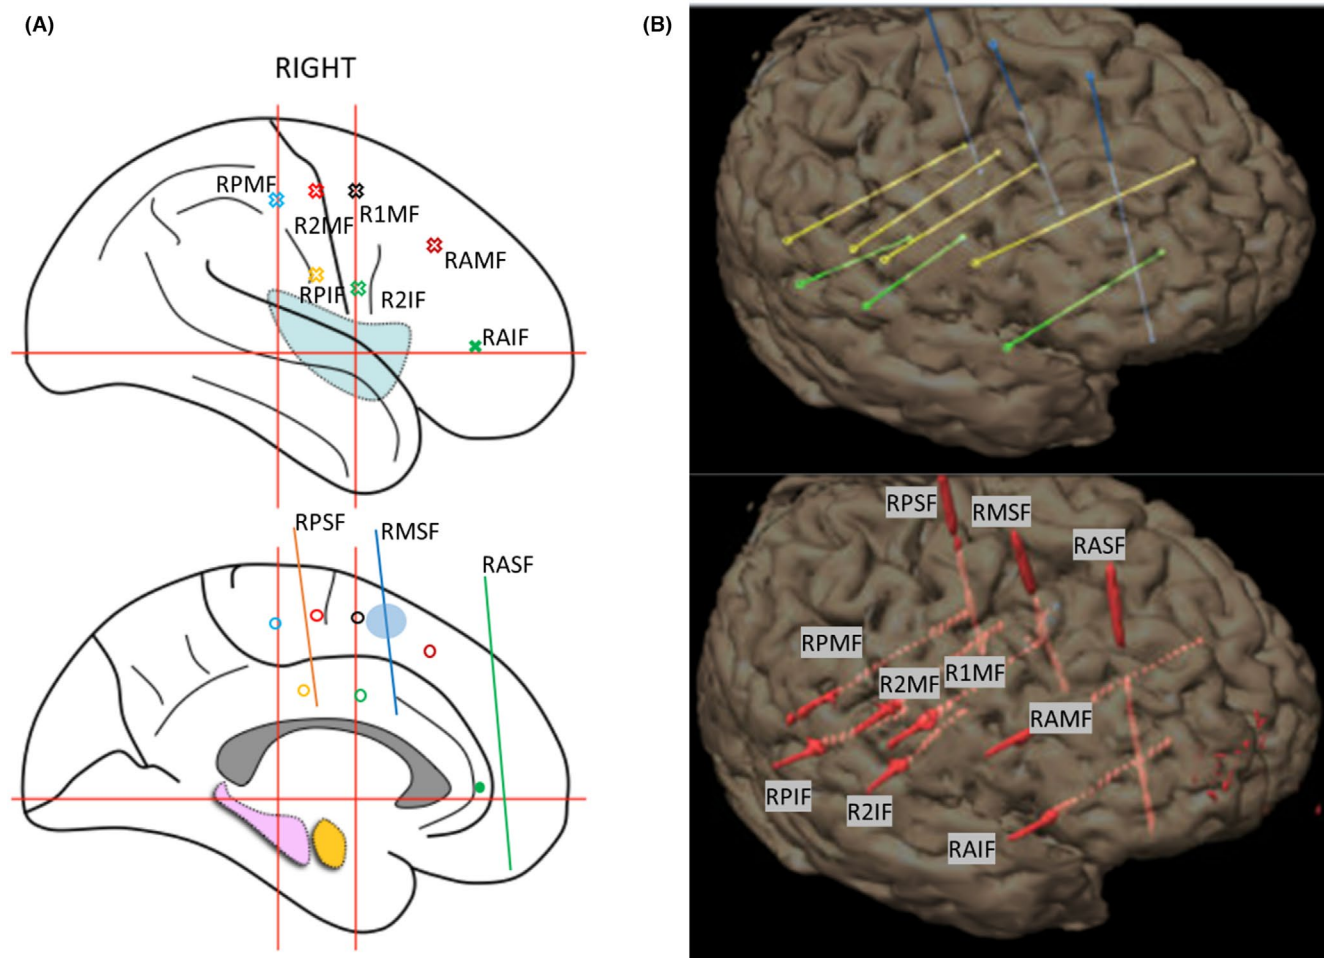 (A)
RIGHT
RPMF
R2MF
R1MF
RAMF
RPIF
R2IF
RAIF
RPSF
RMSF
RASF
(B)
RPSF
RMSF
RASF
RPMF
R2MF
R1MF
RAMF
RPIF
R2IF
RAIF